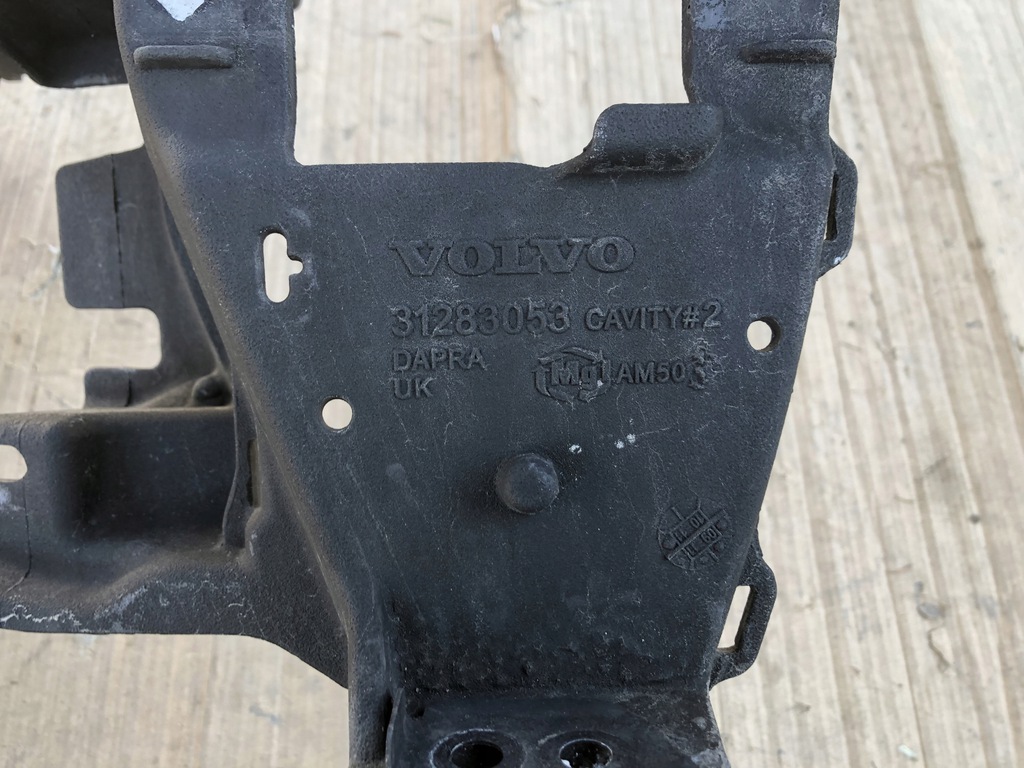 VOLVO
31283053 CAVITY#2
DAPRA Mg AM50
UK